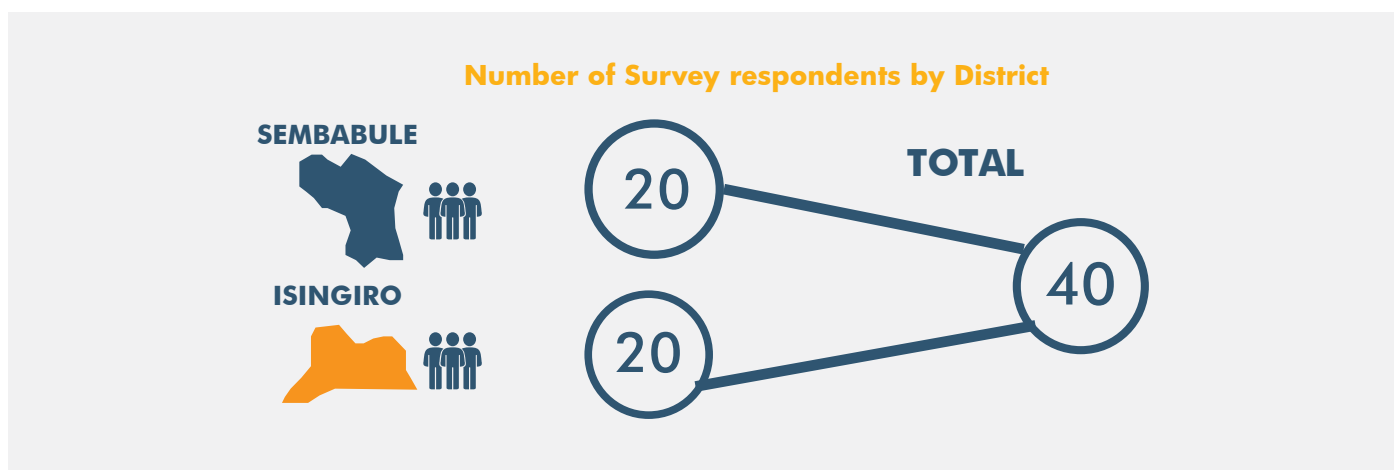 Number of Survey respondents by District
SEMBABULE
20
TOTAL
40
ISINGIRO
20